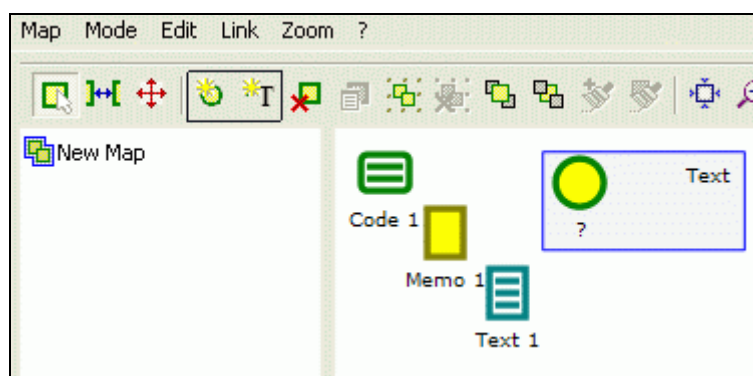 Map Mode Edit Link Zoom ?
T
New Map
Text
Code 1
?
Memo 1
Text 1